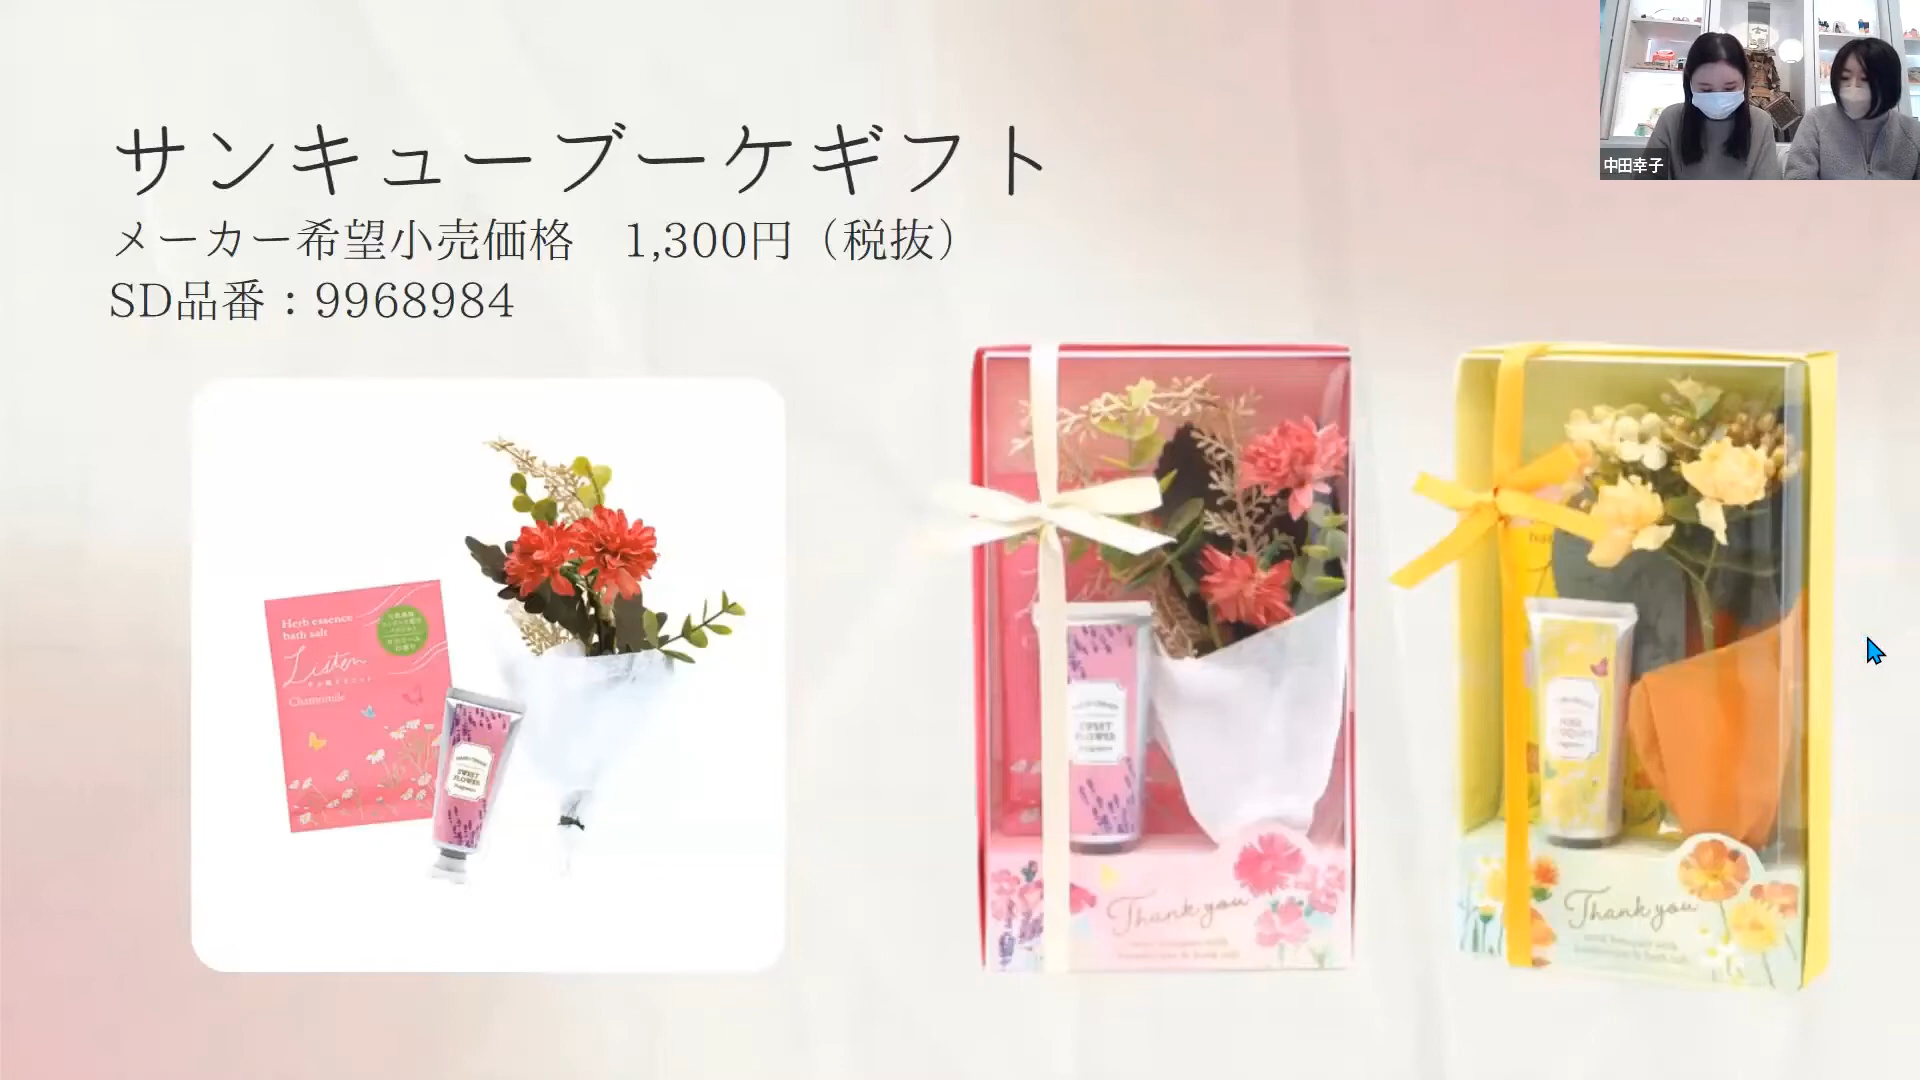 サンキューブーケギフト
メーカー希望小売価格　1,300円（税抜）
SD品番：9968984
中田幸子
Herb essence
bath salt
Listen
Chamomile
SWEET
FLOWER
SWEET
FLOWER
Thank you
Thank you